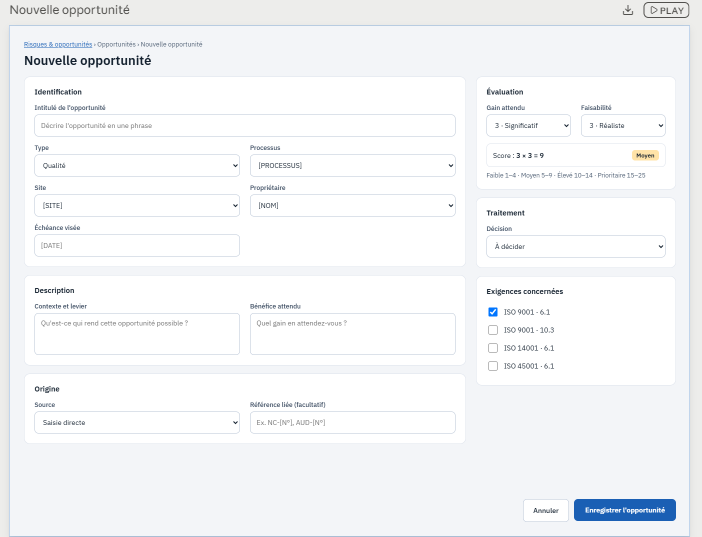 Nouvelle opportunité
PLAY
Risques & opportunités › Opportunités › Nouvelle opportunité
Nouvelle opportunité
Identification
Intitulé de l'opportunité
Décrire l'opportunité en une phrase
Type
Processus
Qualité
[PROCESSUS]
Site
Propriétaire
[SITE]
[NOM]
Échéance visée
[DATE]
Description
Contexte et levier
Bénéfice attendu
Qu'est-ce qui rend cette opportunité possible ?
Quel gain en attendez-vous ?
Origine
Source
Référence liée (facultatif)
Saisie directe
Ex. NC-[N°], AUD-[N°]
Évaluation
Gain attendu
Faisabilité
3 - Significatif
3 - Réaliste
Score : 3 × 3 = 9
Moyen
Faible 1–4 · Moyen 5–9 · Élevé 10–14 · Prioritaire 15–25
Traitement
Décision
À décider
Exigences concernées
ISO 9001 - 6.1
ISO 9001 - 10.3
ISO 14001 - 6.1
ISO 45001 - 6.1
Annuler
Enregistrer l'opportunité